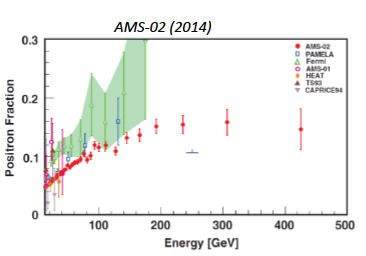 AMS-02 (2014)
0.3
AMS-02
PAMELA
Fermi
AMS-01
HEAT
TS93
CAPRICE94
0.2
Positron Fraction
0.1
0
100 200 300 400 500
Energy [GeV]